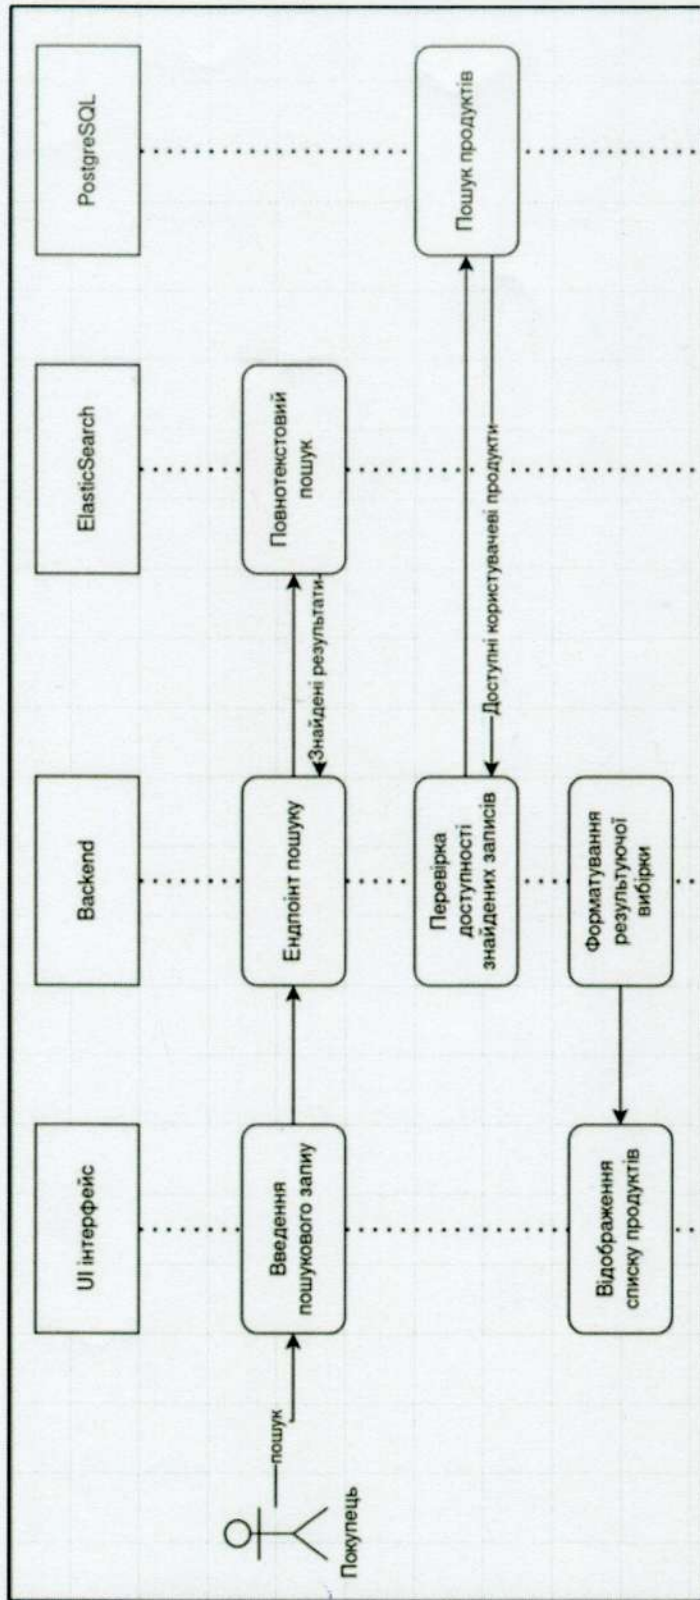 UI інтерфейс
Backend
ElasticSearch
PostgreSQL
Покупець
пошук
Введення
пошукового запиу
Ендпоінт пошуку
Знайдені результати
Повнотекстовий
пошук
Перевірка
доступності
знайдених записів
Доступні користувачеві продукти
Пошук продуктів
Відображення
списку продуктів
Форматування
результуючої
вибірки